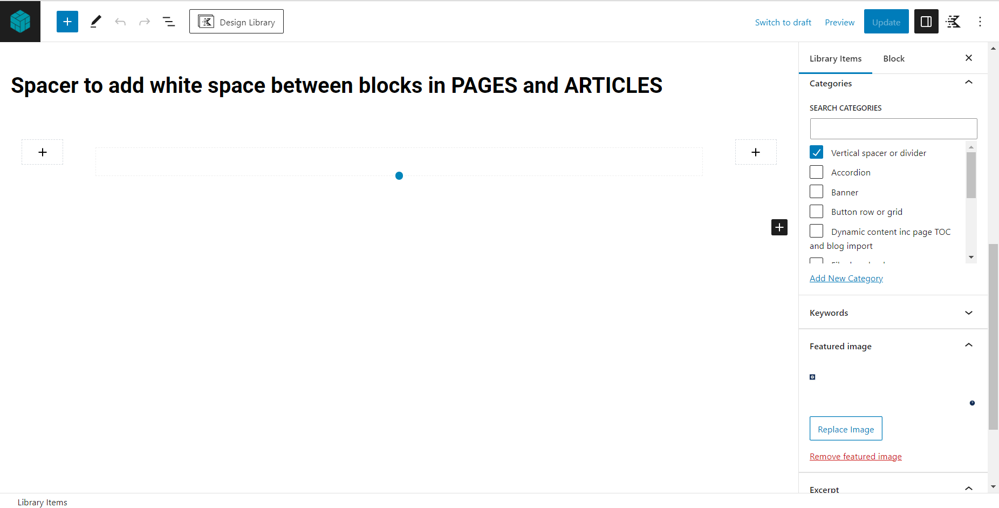 Design Library
Switch to draft
Preview
Update
Library Items
Block
Spacer to add white space between blocks in PAGES and ARTICLES
Categories
SEARCH CATEGORIES
Vertical spacer or divider
Accordion
Banner
Button row or grid
Dynamic content inc page TOC
and blog import
Add New Category
Keywords
Featured image
Replace Image
Remove featured image
Excerpt
Library Items